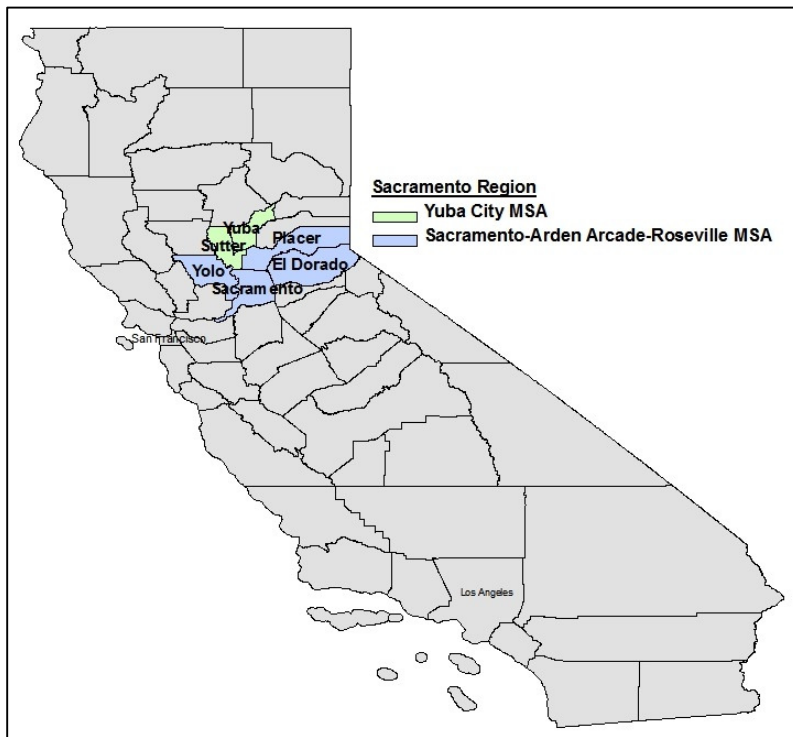 Sacramento Region
Yuba City MSA
Sacramento-Arden Arcade-Roseville MSA
Yuba
Sutter
Placer
Yolo
El Dorado
Sacramento
San Francisco
Los Angeles